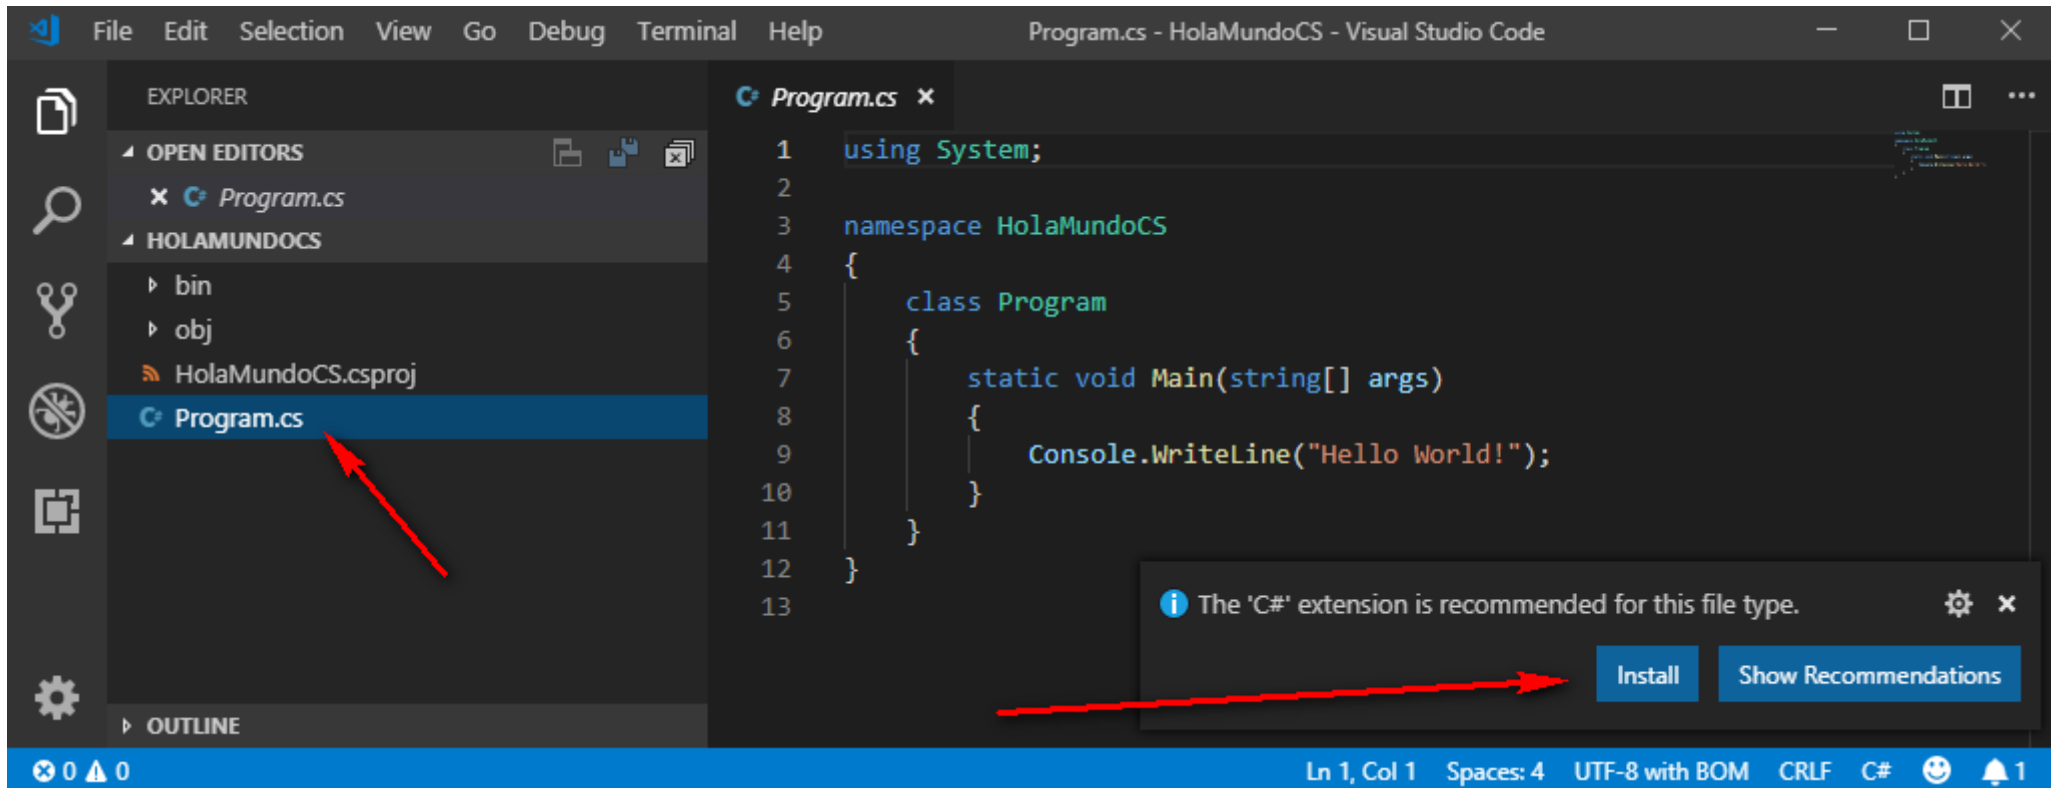 File Edit Selection View Go Debug Terminal Help Program.cs - HolaMundoCS - Visual Studio Code
EXPLORER
OPEN EDITORS
Program.cs
HOLAMUNDOCS
bin
obj
HolaMundoCS.csproj
C# Program.cs
OUTLINE
C# Program.cs
1 using System;
2
3 namespace HolaMundoCS
4 {
5 class Program
6 {
7 static void Main(string[] args)
8 {
9 Console.WriteLine("Hello World!");
10 }
11 }
12 }
13
The 'C#' extension is recommended for this file type.
Install Show Recommendations
0 0 Ln 1, Col 1 Spaces: 4 UTF-8 with BOM CRLF C# 1